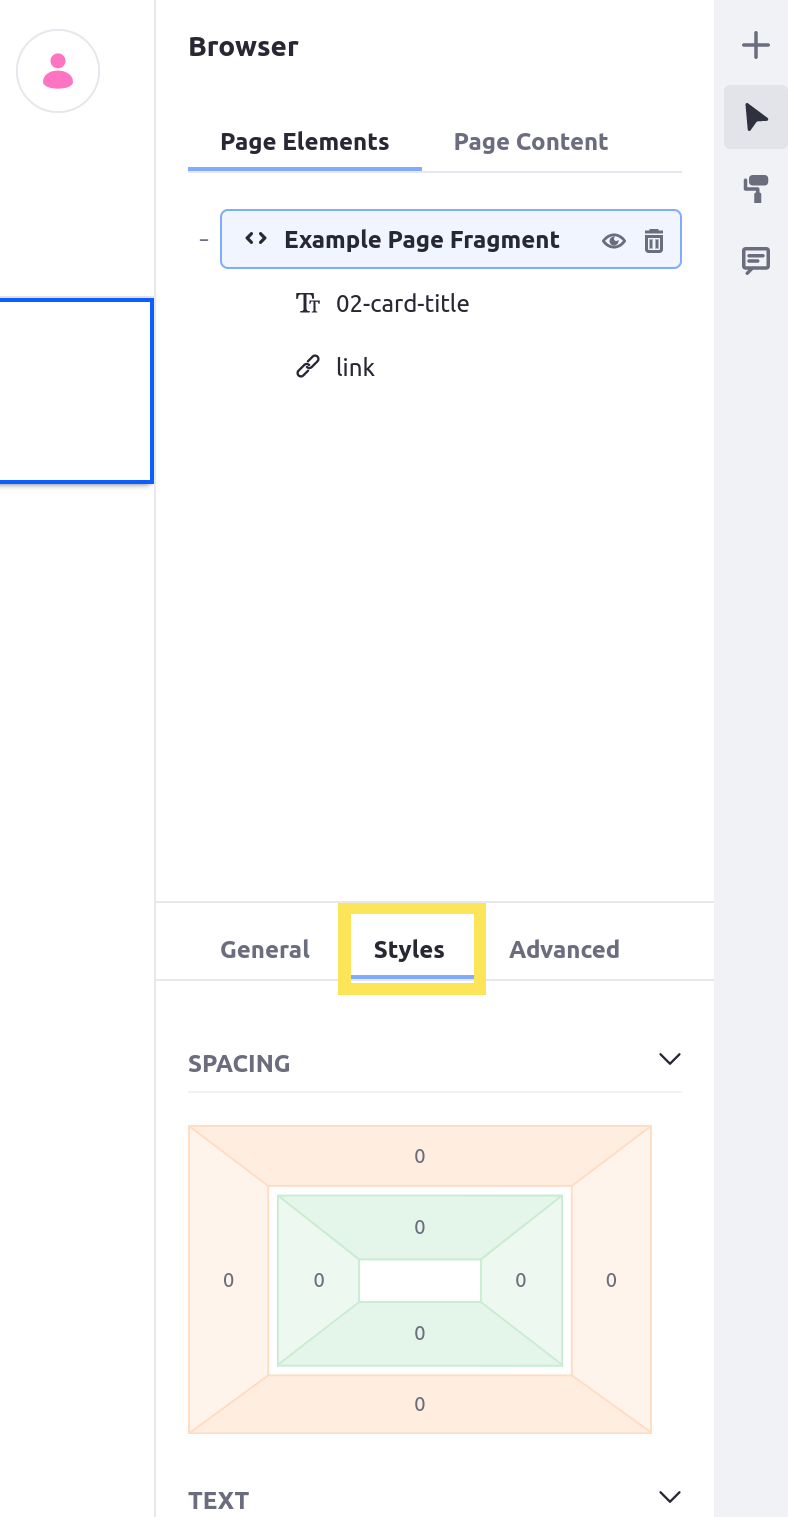 Browser
Page Elements Page Content
Example Page Fragment
02-card-title
link
General Styles Advanced
SPACING
0
0
0 0 0 0
0
0
TEXT